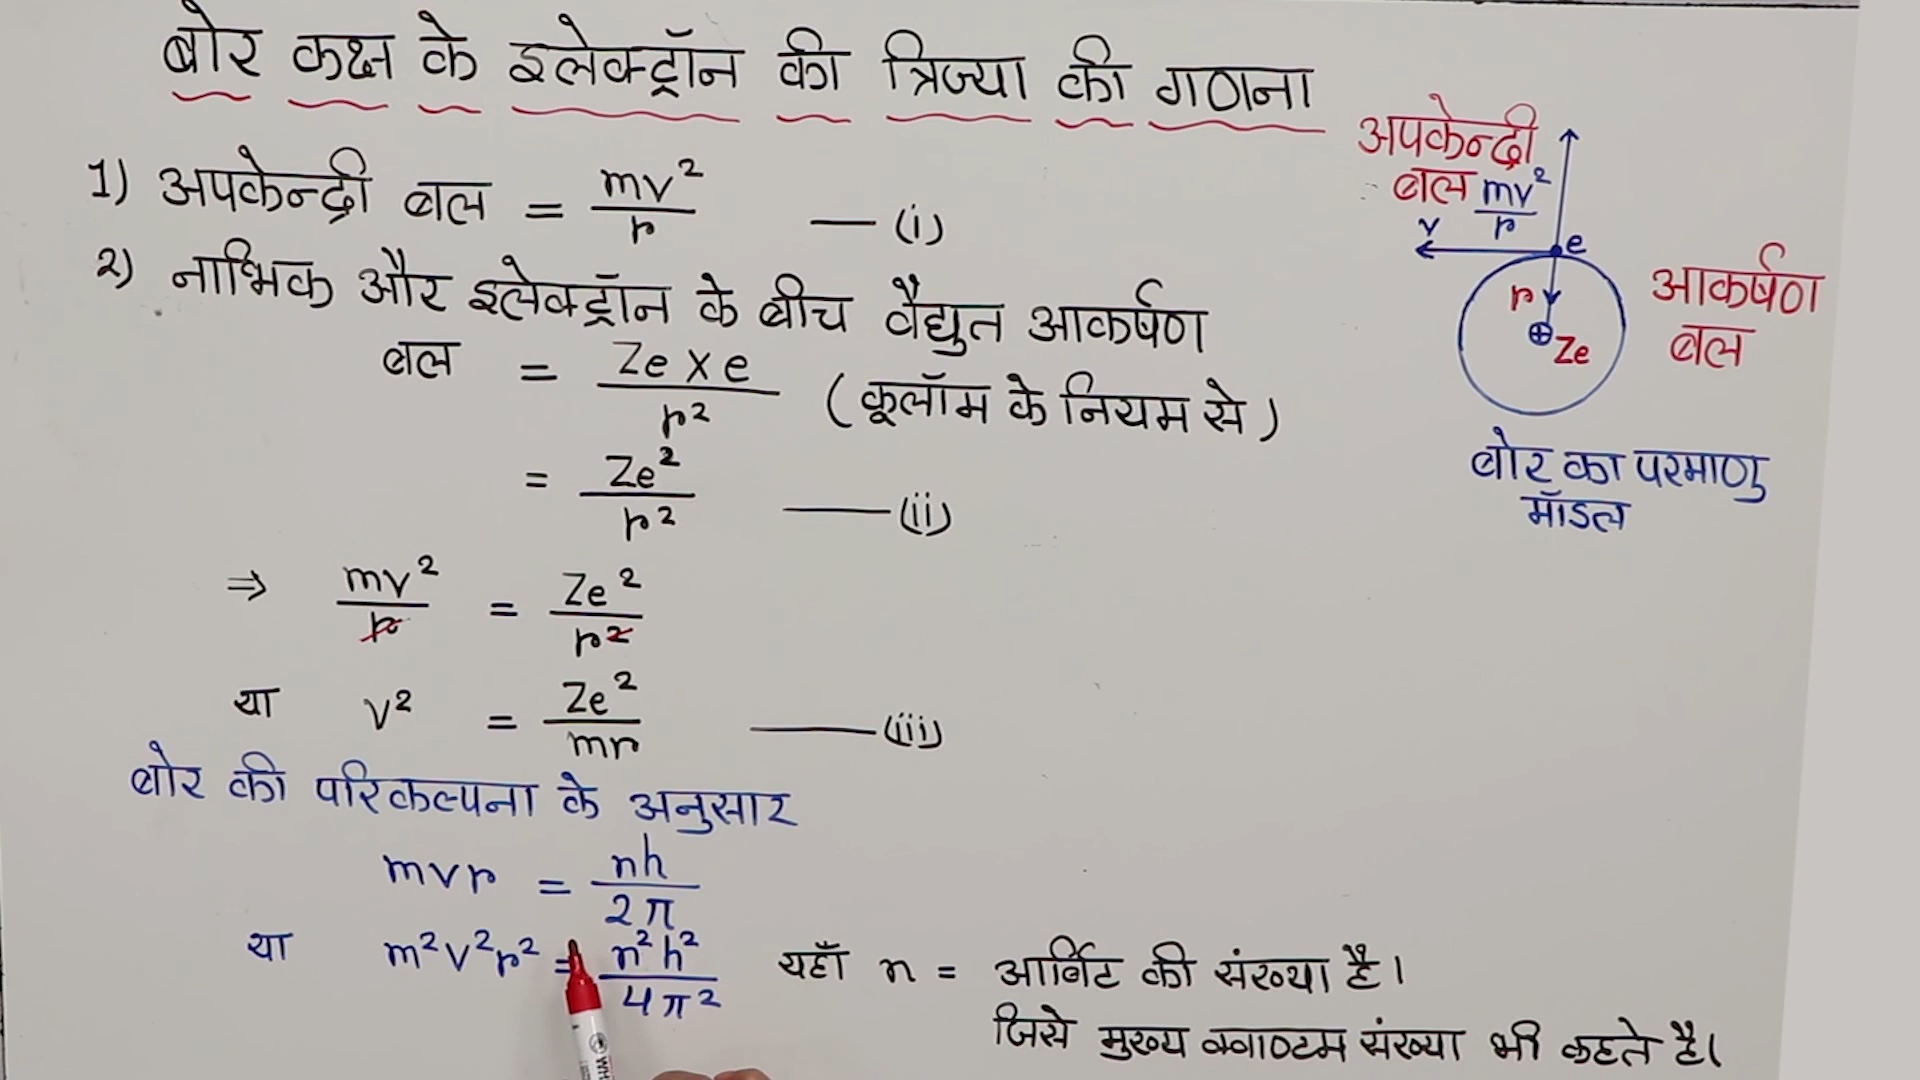 बोर कक्ष के इलेक्ट्रॉन की त्रिज्या की गणना
1) अपकेन्द्री बल = mv²/r —(i)
2) नाभिक और इलेक्ट्रॉन के बीच वैद्युत आकर्षण
बल = Ze x e/r² (कूलॉम के नियम से)
= Ze²/r² —(ii)
⇒ mv²/r = Ze²/r²
या v² = Ze²/mr —(iii)
बोर की परिकल्पना के अनुसार
mvr = nh/2π
या m²v²r² = n²h²/4π² यहाँ n = आर्बिट की संख्या है।
जिसे मुख्य क्वाण्टम संख्या भी कहते है।
अपकेन्द्री
बल mv²/r
v
e
r
⊕ Ze
आकर्षण
बल
बोर का परमाणु
मॉडल